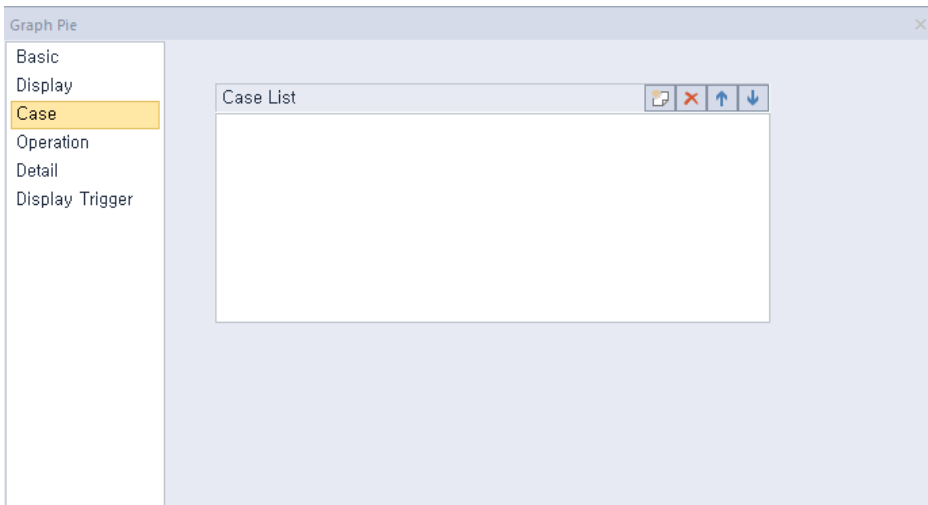 Graph Pie
Basic
Display
Case
Operation
Detail
Display Trigger
Case List